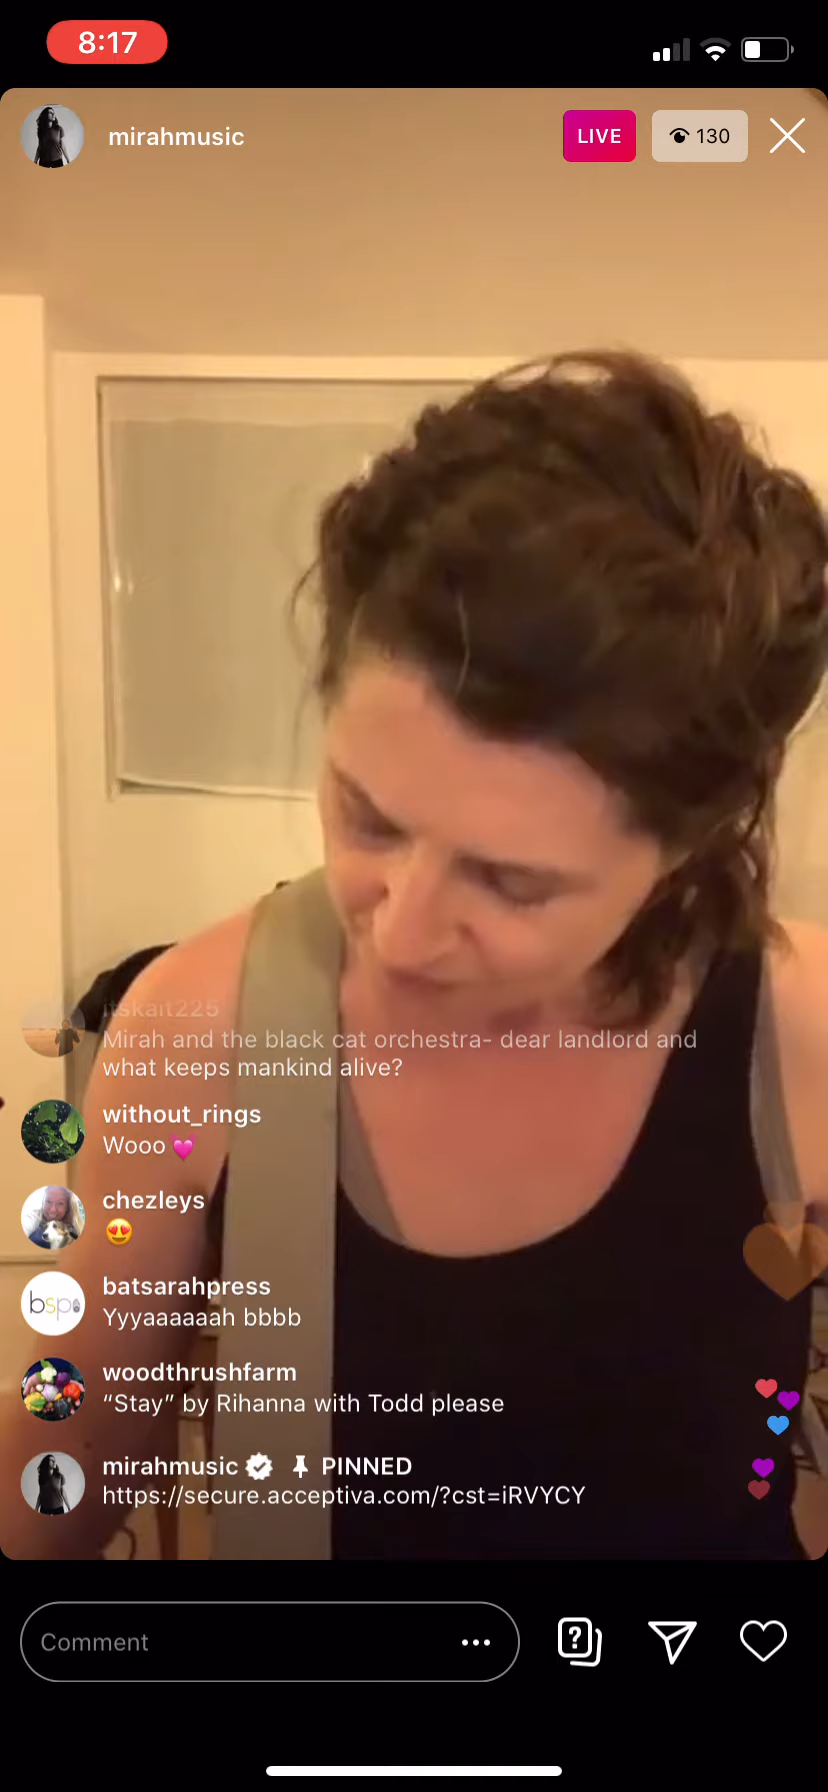 8:17
mirahmusic
LIVE
130
itskait225
Mirah and the black cat orchestra- dear landlord and
what keeps mankind alive?
without_rings
Wooo
chezleys
batsarahpress
bsp
Yyyaaaaaah bbbb
woodthrushfarm
“Stay” by Rihanna with Todd please
mirahmusic PINNED
https://secure.acceptiva.com/?cst=iRVYCY
Comment